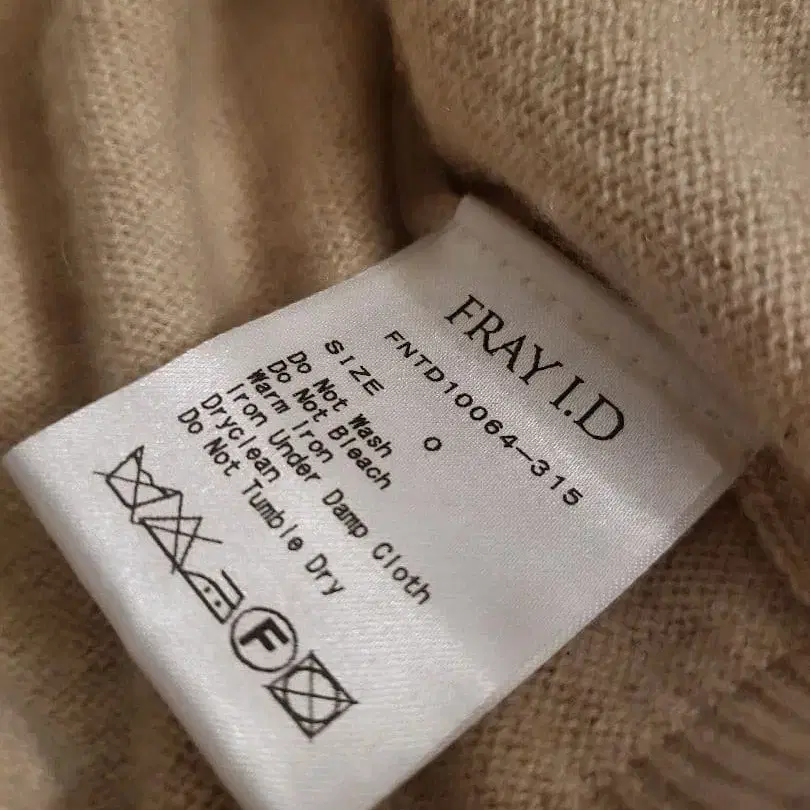 FRAY I.D
FNTD10064-315
SIZE 0
Do Not Wash
Do Not Bleach
Warm Iron
Iron Under Damp Cloth
Dryclean
Do Not Tumble Dry
F